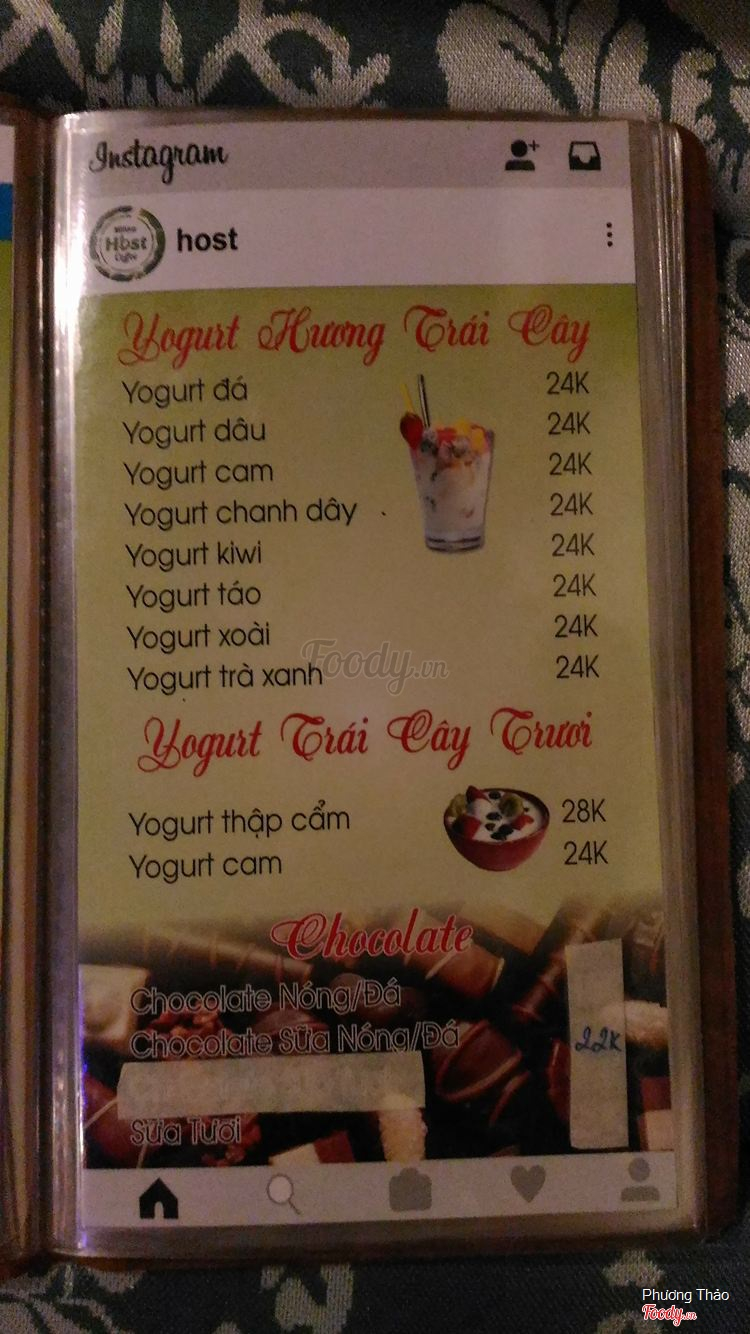 Instagram
Host
Coffee
host
Yogurt Hương Trái Cây
Yogurt đá 24K
Yogurt dâu 24K
Yogurt cam 24K
Yogurt chanh dây 24K
Yogurt kiwi 24K
Yogurt táo 24K
Yogurt xoài 24K
Yogurt trà xanh 24K
Foody.vn
Yogurt Trái Cây Trươi
Yogurt thập cẩm 28K
Yogurt cam 24K
Chocolate
Chocolate Nóng/Đá
Chocolate Sữa Nóng/Đá
22K
Sữa Tươi
Phương Thảo
Foody.vn